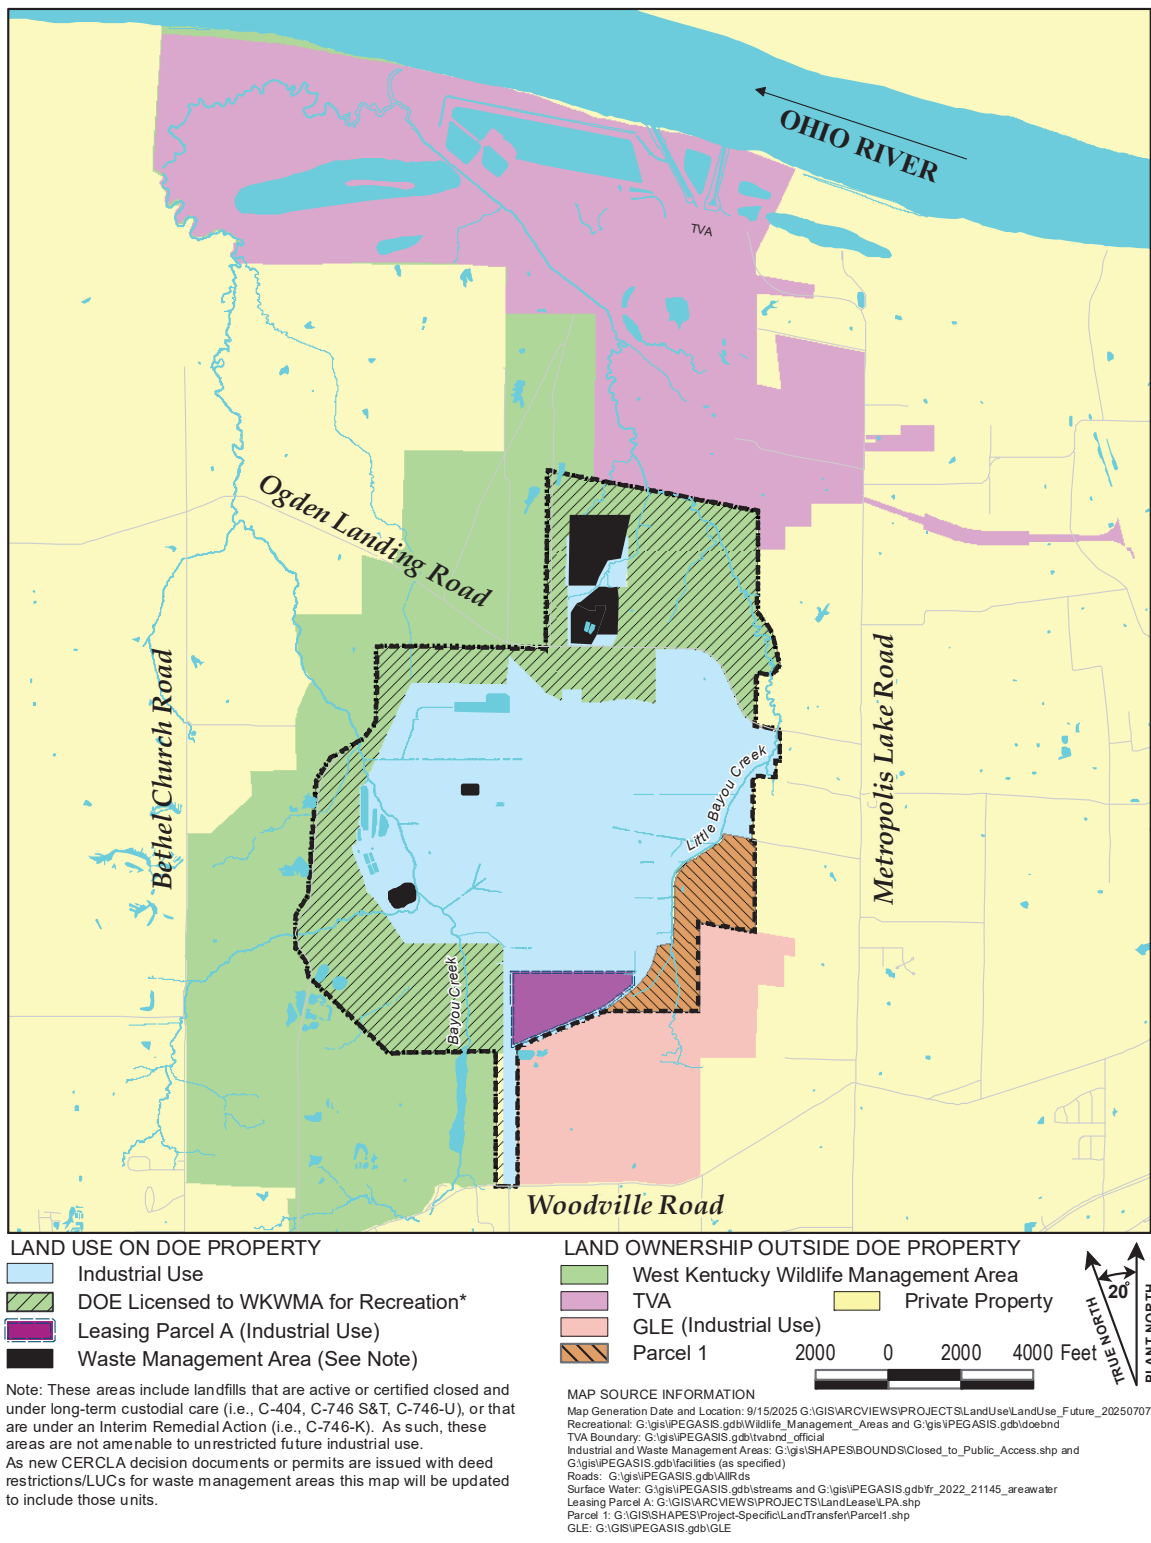 OHIO RIVER
TVA
Ogden Landing Road
Bethel Church Road
Metropolis Lake Road
Little Bayou Creek
Bayou Creek
Woodville Road
LAND USE ON DOE PROPERTY
Industrial Use
DOE Licensed to WKWMA for Recreation*
Leasing Parcel A (Industrial Use)
Waste Management Area (See Note)
Note: These areas include landfills that are active or certified closed and
under long-term custodial care (i.e., C-404, C-746 S&T, C-746-U), or that
are under an Interim Remedial Action (i.e., C-746-K). As such, these
areas are not amenable to unrestricted future industrial use.
As new CERCLA decision documents or permits are issued with deed
restrictions/LUCs for waste management areas this map will be updated
to include those units.
LAND OWNERSHIP OUTSIDE DOE PROPERTY
West Kentucky Wildlife Management Area
TVA
Private Property
GLE (Industrial Use)
Parcel 1
2000 0 2000 4000 Feet
20°
TRUE NORTH
PLANT NORTH
MAP SOURCE INFORMATION
Map Generation Date and Location: 9/15/2025 G:\GIS\ARCVIEWS\PROJECTS\LandUse\LandUse_Future_20250707
Recreational: G:\gis\iPEGASIS.gdb\Wildlife_Management_Areas and G:\gis\iPEGASIS.gdb\doebnd
TVA Boundary: G:\gis\iPEGASIS.gdb\tvabnd_official
Industrial and Waste Management Areas: G:\gis\SHAPES\BOUNDS\Closed_to_Public_Access.shp and
G:\gis\iPEGASIS.gdb\facilities (as specified)
Roads: G:\gis\iPEGASIS.gdb\AllRds
Surface Water: G:\gis\iPEGASIS.gdb\streams and G:\gis\iPEGASIS.gdb\fr_2022_21145_areawater
Leasing Parcel A: G:\GIS\ARCVIEWS\PROJECTS\LandLease\LPA.shp
Parcel 1: G:\GIS\SHAPES\Project-Specific\LandTransfer\Parcel1.shp
GLE: G:\GIS\iPEGASIS.gdb\GLE